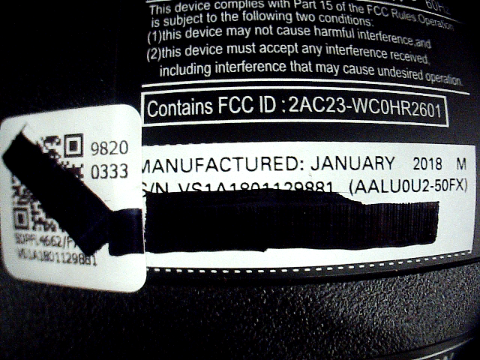 This device complies with Part 15 of the FCC Rules Operation
is subject to the following two conditions:
(1)this device may not cause harmful interference,and
(2)this device must accept any interference received,
including interference that may cause undesired operation.
Contains FCC ID : 2AC23-WC0HR2601
MANUFACTURED: JANUARY 2018 M
S/N VS1A1801129881 (AALU0U2-50FX)
9820
0333
VS1A1801129881